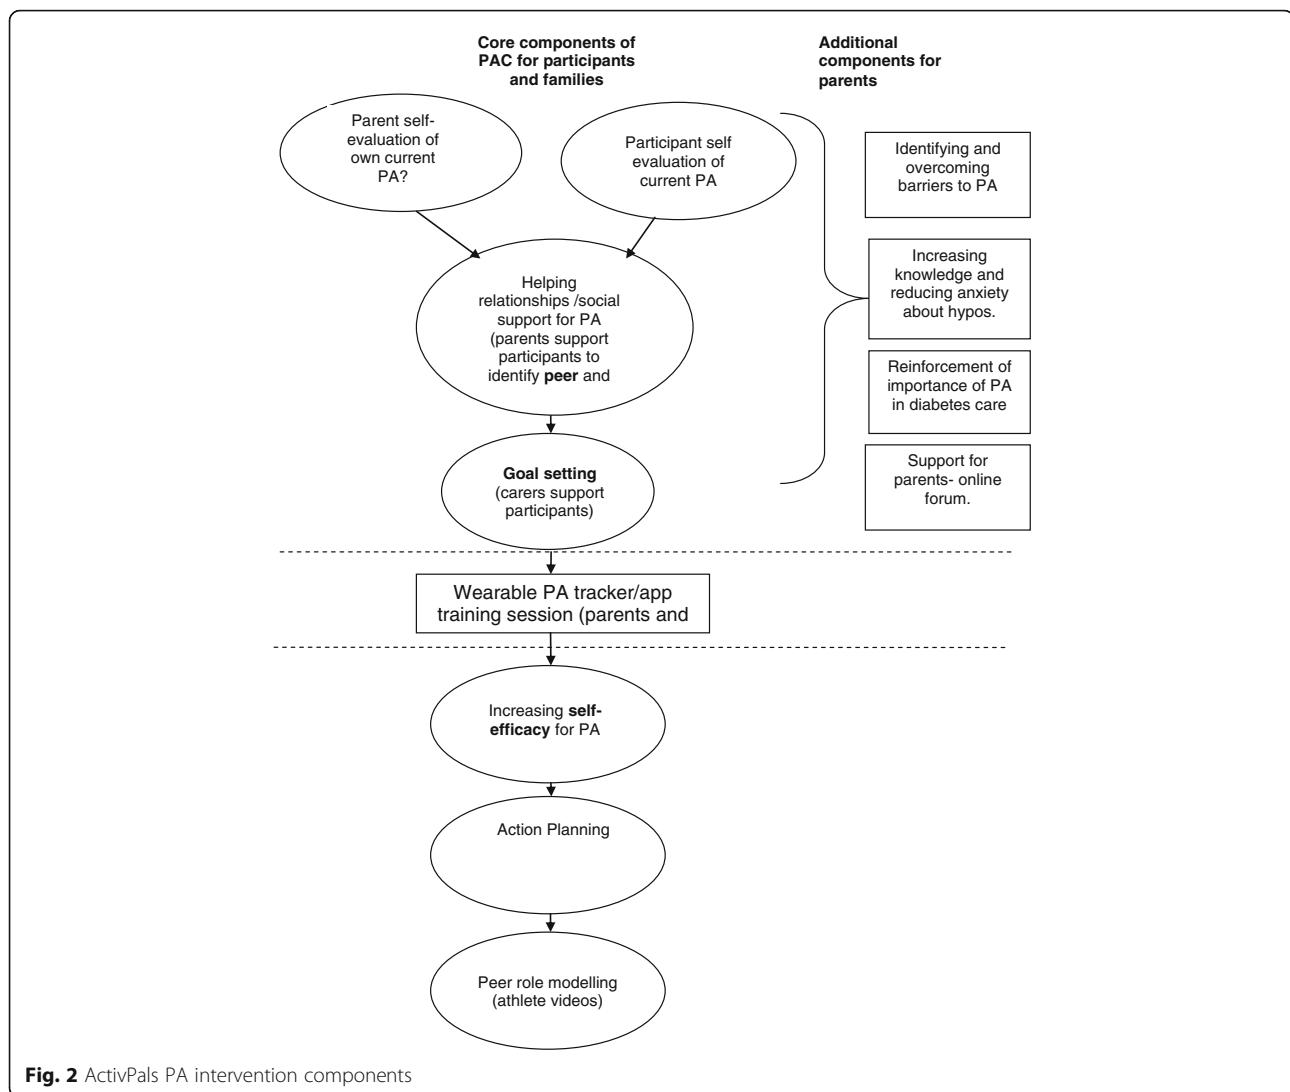 Core components of
PAC for participants
and families
Additional
components for
parents
Parent self-
evaluation of
own current
PA?
Participant self
evaluation of
current PA
Identifying and
overcoming
barriers to PA
Helping
relationships /social
support for PA
(parents support
participants to
identify peer and
Increasing
knowledge and
reducing anxiety
about hypos.
Reinforcement of
importance of PA
in diabetes care
Goal setting
(carers support
participants)
Support for
parents- online
forum.
Wearable PA tracker/app
training session (parents and
Increasing self-
efficacy for PA
Action Planning
Peer role modelling
(athlete videos)
Fig. 2 ActivPals PA intervention components